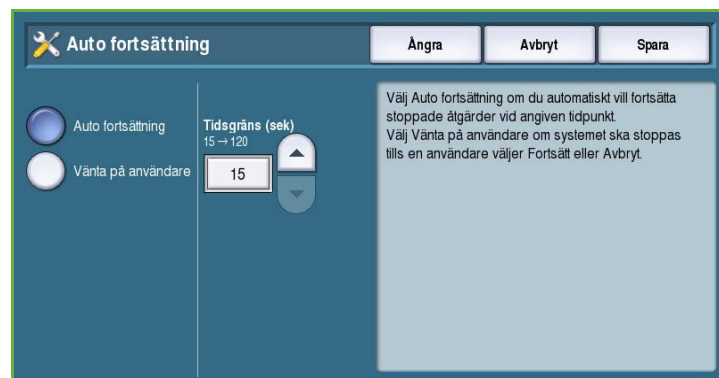 Auto fortsättning
Ångra
Avbryt
Spara
Auto fortsättning
Vänta på användare
Tidsgräns (sek)
15→120
15
Välj Auto fortsättning om du automatiskt vill fortsätta
stoppade åtgärder vid angiven tidpunkt.
Välj Vänta på användare om systemet ska stoppas
tills en användare väljer Fortsätt eller Avbryt.